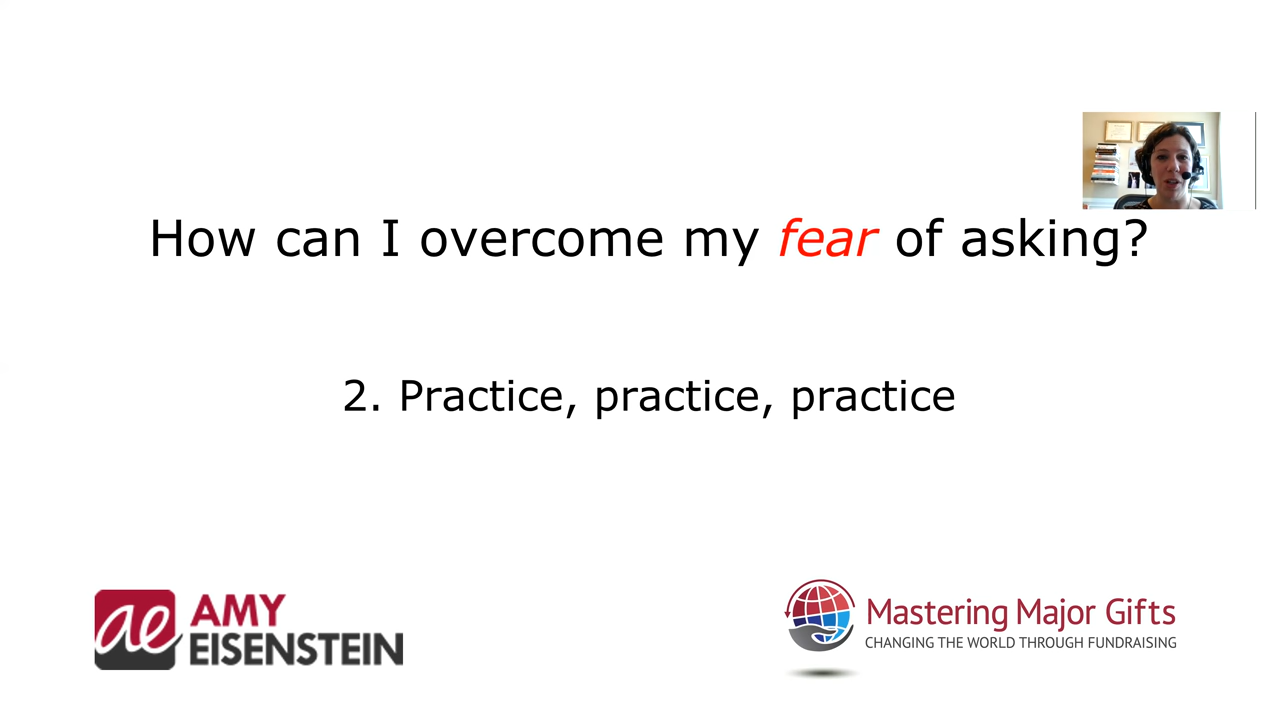 How can I overcome my fear of asking?
2. Practice, practice, practice
ae
AMY
EISENSTEIN
Mastering Major Gifts
CHANGING THE WORLD THROUGH FUNDRAISING